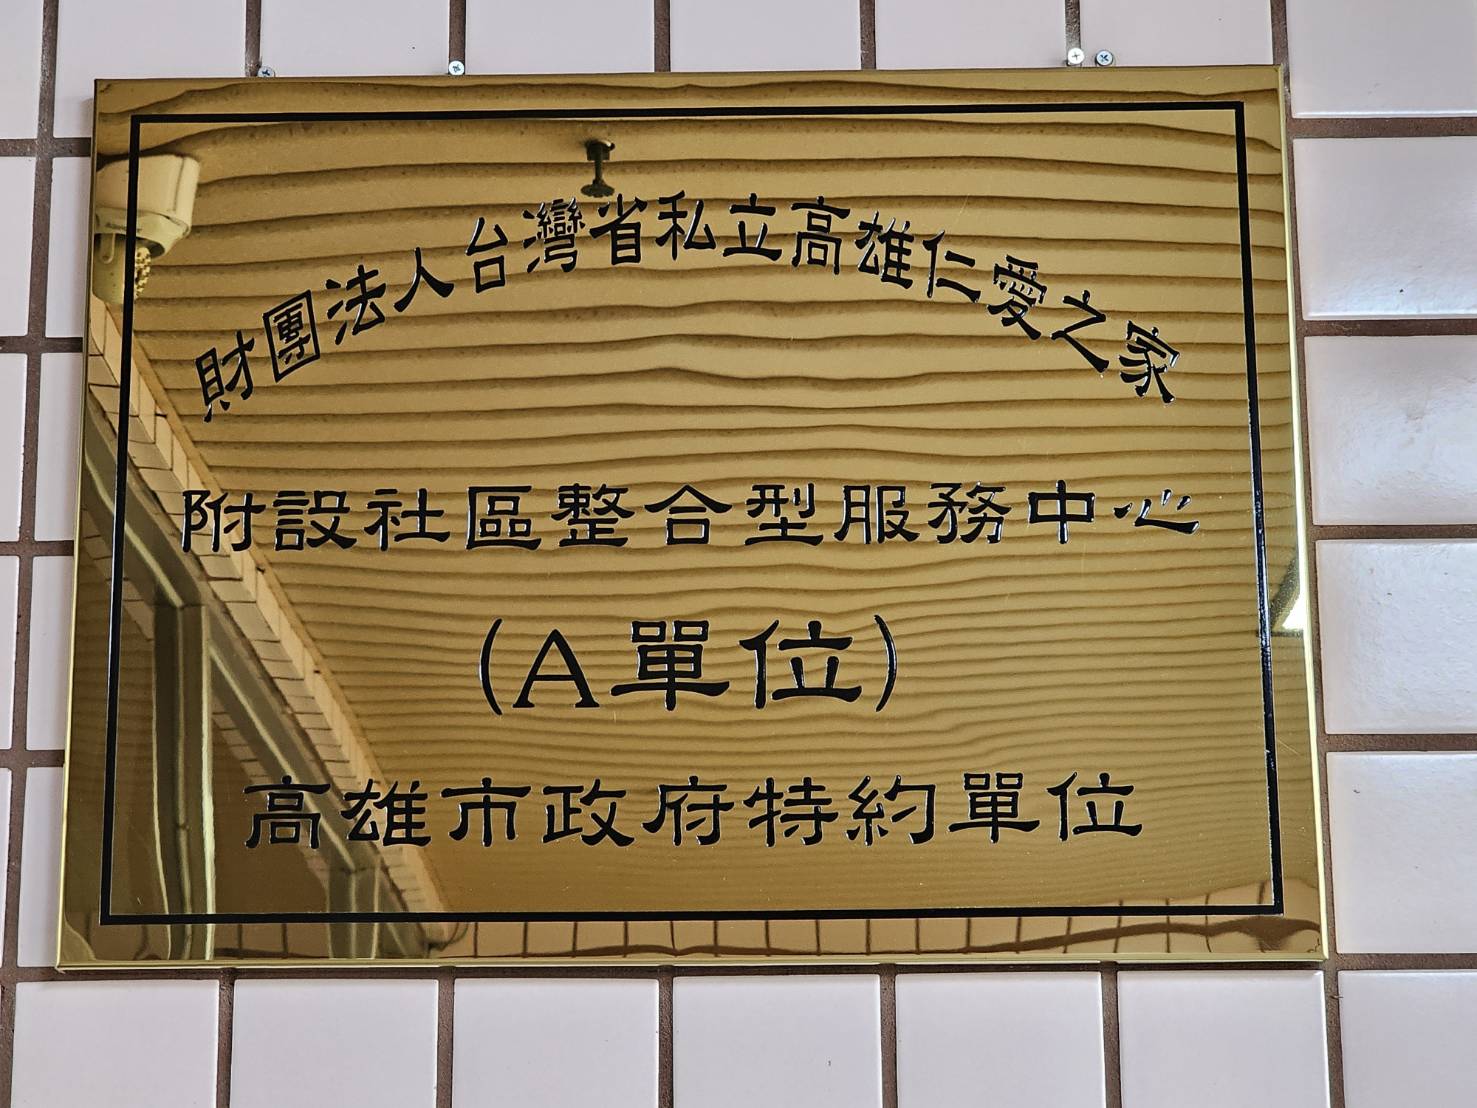 財團法人台灣省私立高雄仁愛之家
附設社區整合型服務中心
(A單位)
高雄市政府特約單位